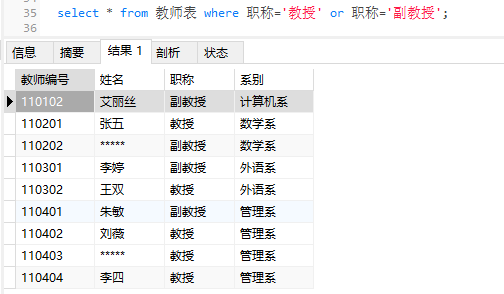 35 select * from 教师表 where 职称='教授' or 职称='副教授';
36
信息 摘要 结果 1 剖析 状态
教师编号 姓名 职称 系别
110102 艾丽丝 副教授 计算机系
110201 张五 教授 数学系
110202 ***** 副教授 数学系
110301 李婷 副教授 外语系
110302 王双 教授 外语系
110401 朱敏 副教授 管理系
110402 刘薇 教授 管理系
110403 ***** 教授 管理系
110404 李四 教授 管理系